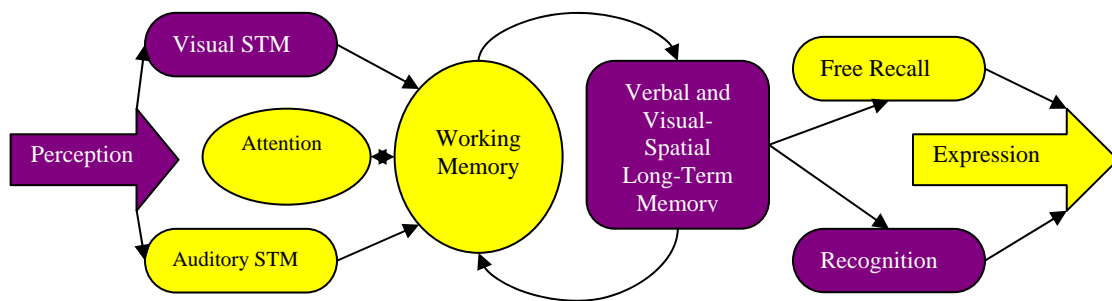 Visual STM
Perception
Attention
Auditory STM
Working
Memory
Verbal and
Visual-
Spatial
Long-Term
Memory
Free Recall
Recognition
Expression